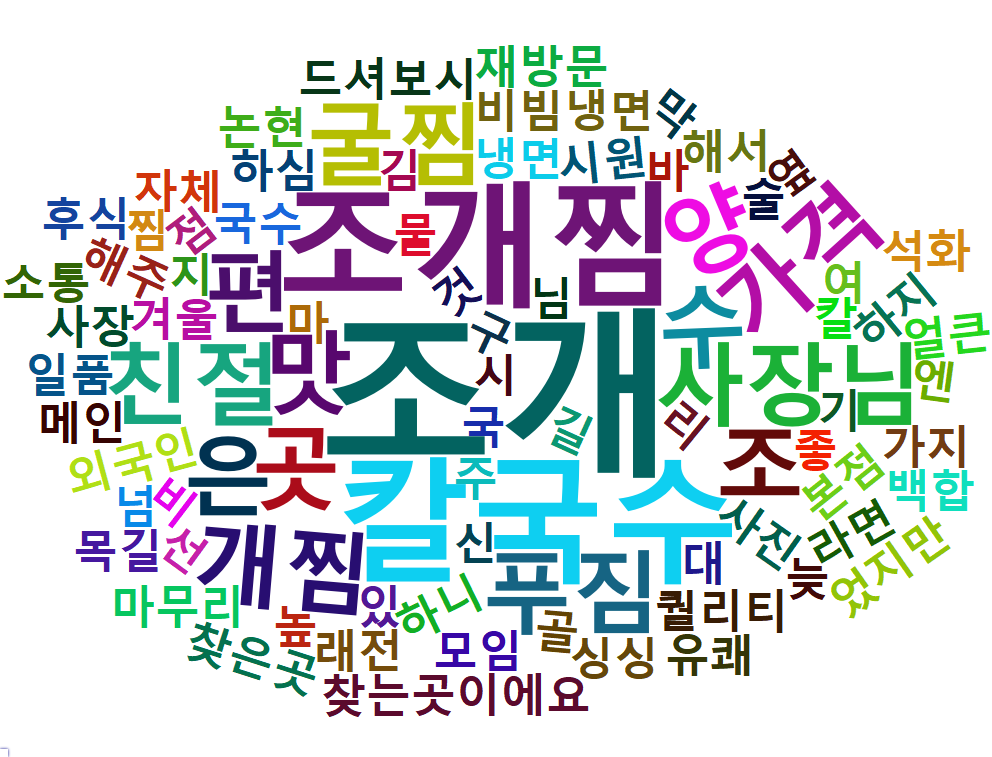 재방문
드셔보시
비빔냉면
막
논현
굴찜
해서
하심
김
냉면
시원
바
옆
자체
술
후식
찜
점
국수
물
조개찜
양
가격
석화
해주
지
편
것
님
수
여
소통
사장
겨울
마
구
칼
하지
얼큰
일품
친절
맛
시
조개
사장님
엔
메인
국
길
리
기
외국인
은
곳
주
조
좋
가지
넘
비
칼국수
본점
백합
목길
선
개찜
신
푸짐
대
사진
라면
늦
었지만
마무리
높
있
하니
퀄리티
찾은곳
래전
모임
골
싱싱
유쾌
찾는곳이에요